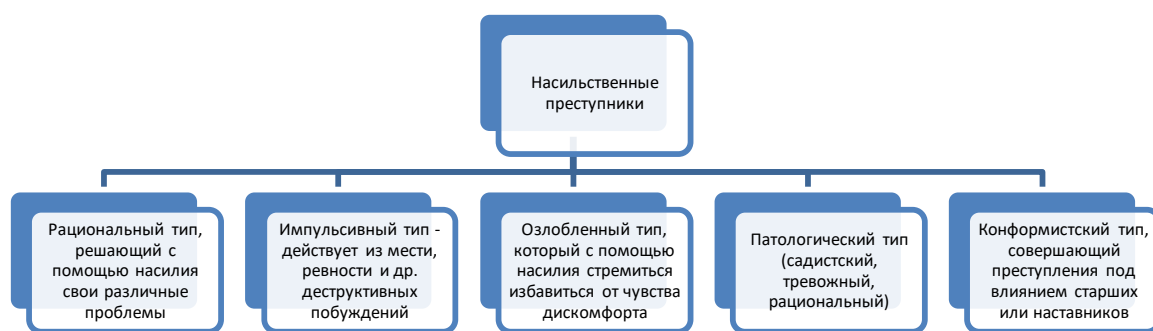 Насильственные
преступники
Рациональный тип,
решающий с
помощью насилия
свои различные
проблемы
Импульсивный тип -
действует из мести,
ревности и др.
деструктивных
побуждений
Озлобленный тип,
который с помощью
насилия стремиться
избавиться от чувства
дискомфорта
Патологический тип
(садистский,
тревожный,
рациональный)
Конформистский тип,
совершающий
преступления под
влиянием старших
или наставников